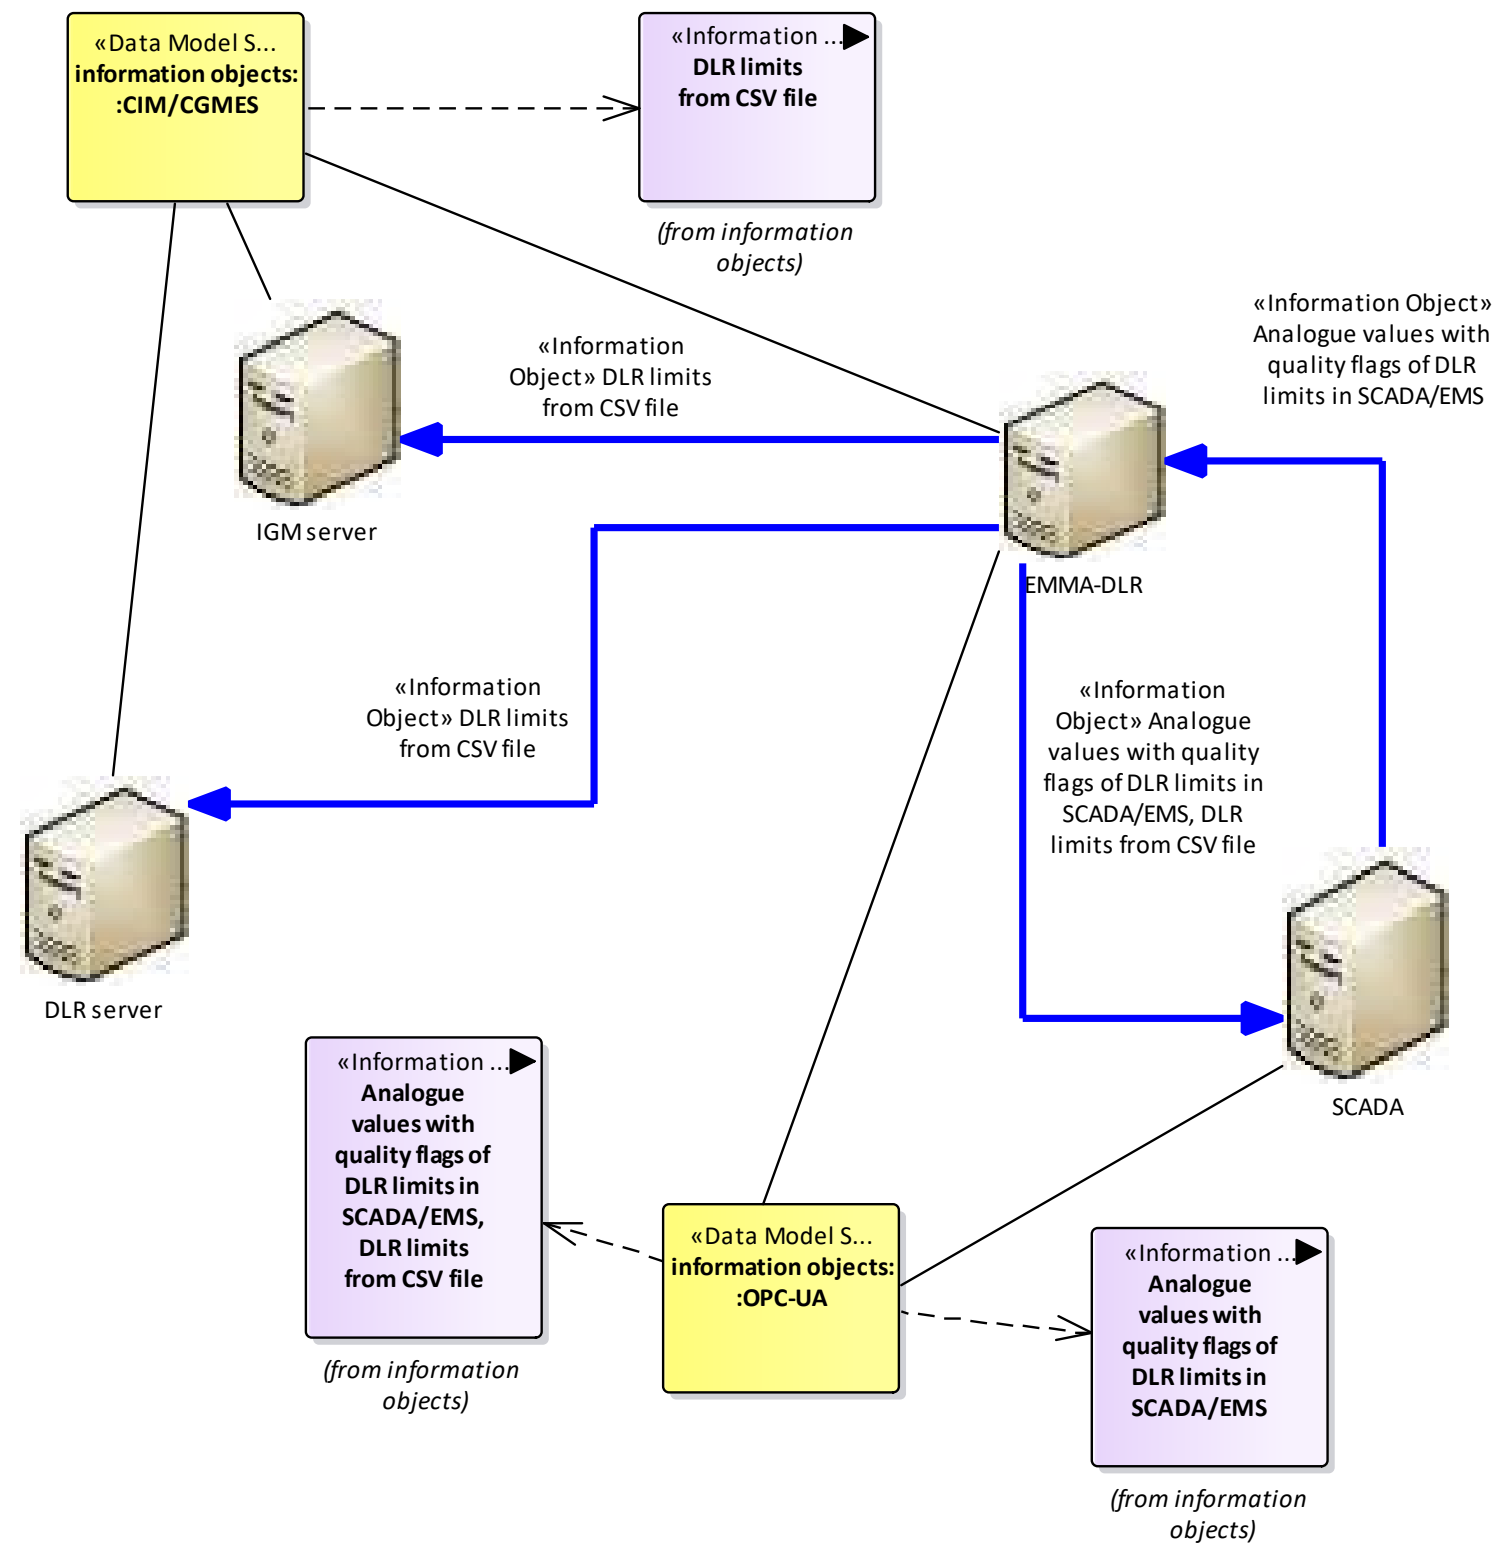 «Data Model S...
information objects:
:CIM/CGMES
«Information ...
DLR limits
from CSV file
(from information
objects)
«Information Object»
Analogue values with
quality flags of DLR
limits in SCADA/EMS
«Information
Object» DLR limits
from CSV file
IGM server
EMMA-DLR
«Information
Object» DLR limits
from CSV file
«Information
Object» Analogue
values with quality
flags of DLR limits in
SCADA/EMS, DLR
limits from CSV file
DLR server
SCADA
«Information ...
Analogue
values with
quality flags of
DLR limits in
SCADA/EMS,
DLR limits
from CSV file
(from information
objects)
«Data Model S...
information objects:
:OPC-UA
«Information ...
Analogue
values with
quality flags of
DLR limits in
SCADA/EMS
(from information
objects)